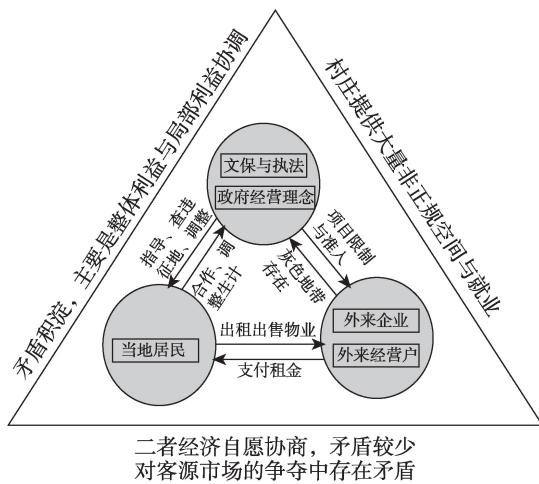 矛盾积淀，主要是整体利益与局部利益协调
村庄提供大量非正规空间与就业
文保与执法
政府经营理念
指导、查违
征地、调整
合作、调
整生计
项目限制
与准入
灰色地带
存在
当地居民
出租出售物业
支付租金
外来企业
外来经营户
二者经济自愿协商，矛盾较少
对客源市场的争夺中存在矛盾